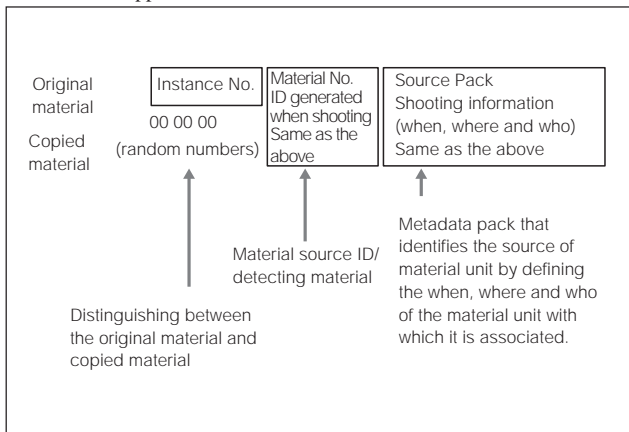 Original material
Instance No.
Material No.
ID generated
when shooting
Same as the
above
Source Pack
Shooting information
(when, where and who)
Same as the above
00 00 00
Copied material
(random numbers)
Material source ID/
detecting material
Metadata pack that
identifies the source of
material unit by defining
the when, where and who
of the material unit with
which it is associated.
Distinguishing between
the original material and
copied material